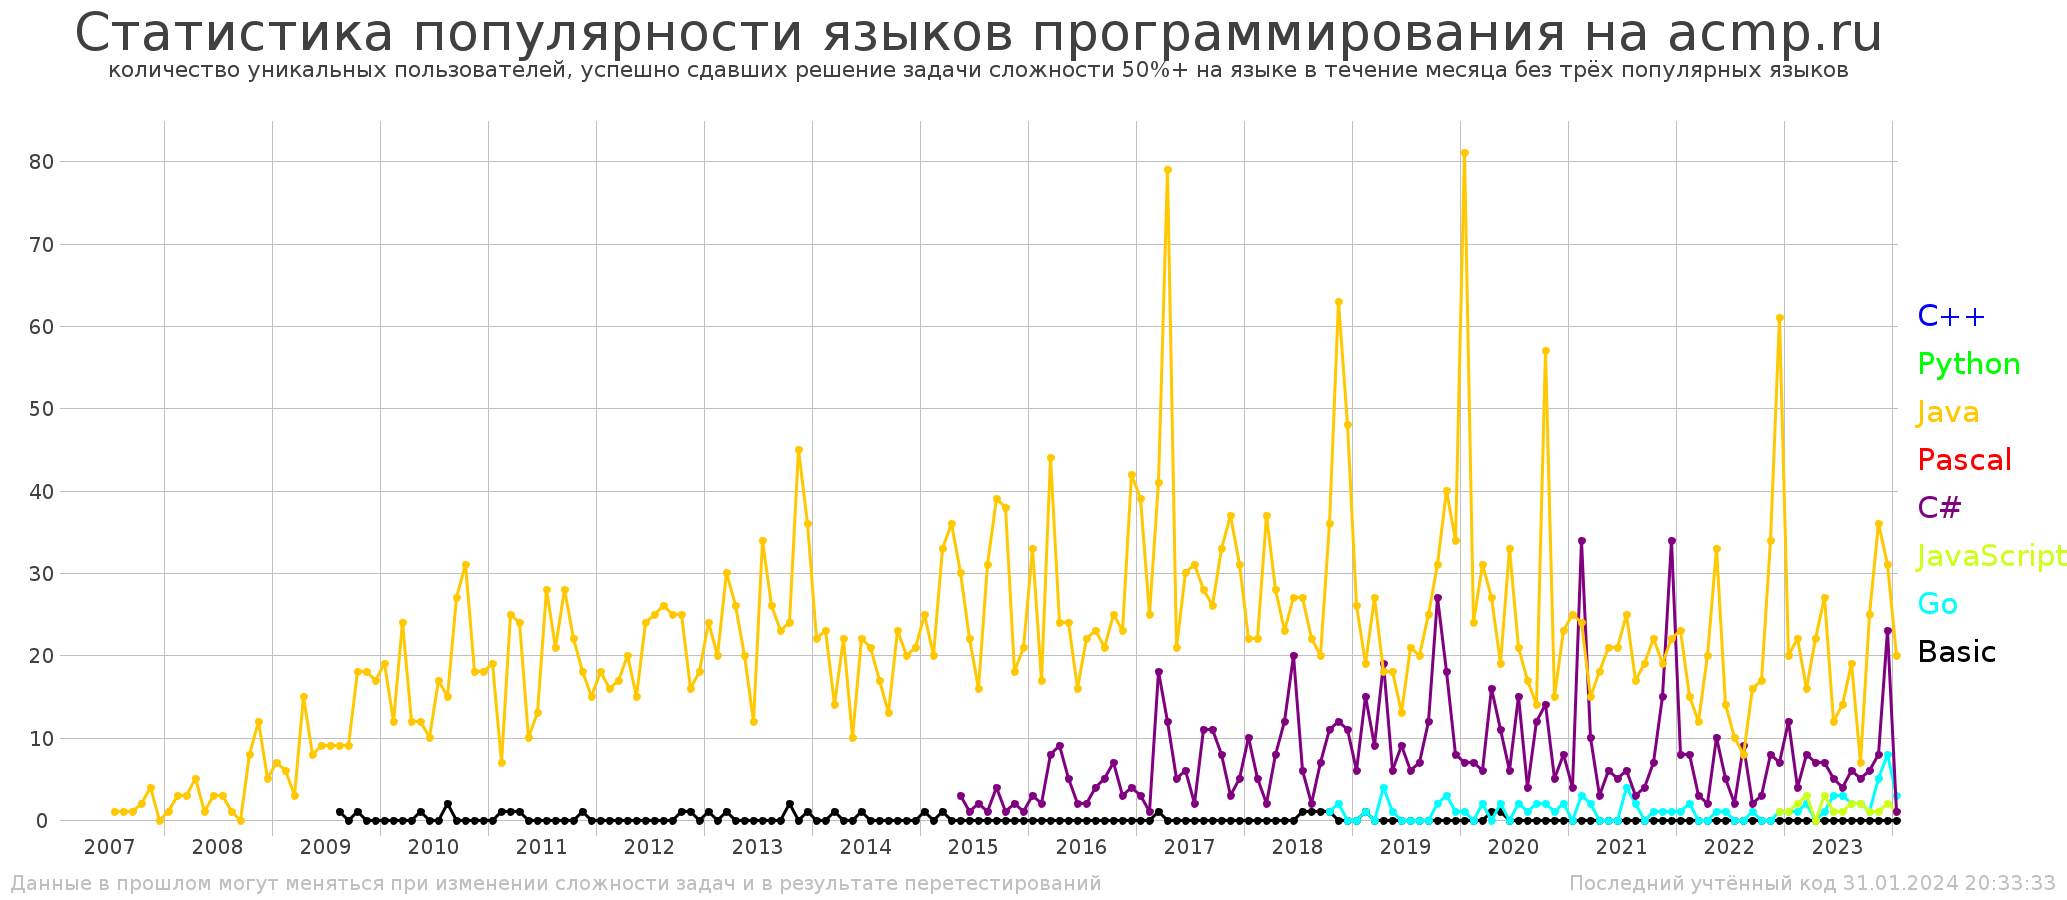 Статистика популярности языков программирования на acmp.ru
количество уникальных пользователей, успешно сдавших решение задачи сложности 50%+ на языке в течение месяца без трёх популярных языков
80
70
60
50
40
30
20
10
0
C++
Python
Java
Pascal
C#
JavaScript
Go
Basic
2007 2008 2009 2010 2011 2012 2013 2014 2015 2016 2017 2018 2019 2020 2021 2022 2023
Данные в прошлом могут меняться при изменении сложности задач и в результате перетестирований
Последний учтённый код 31.01.2024 20:33:33